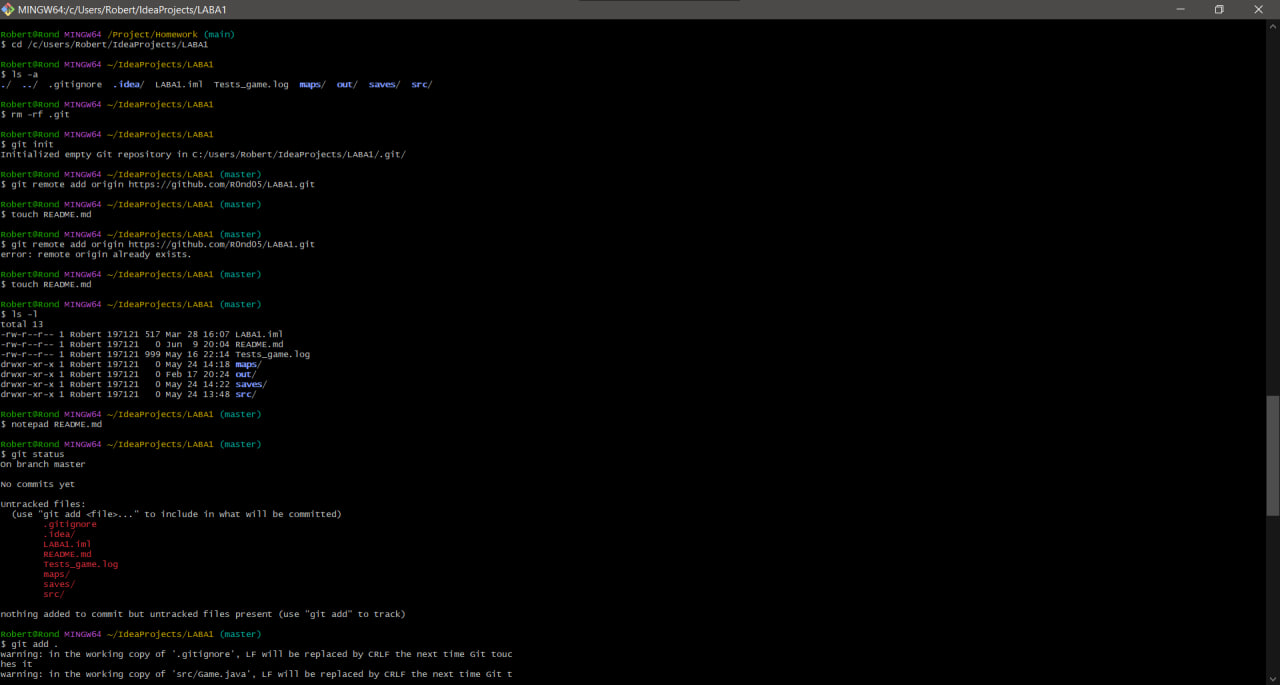 MINGW64:/c/Users/Robert/IdeaProjects/LABA1
Robert@Rond MINGW64 /Project/Homework (main)
$ cd /c/Users/Robert/IdeaProjects/LABA1
Robert@Rond MINGW64 ~/IdeaProjects/LABA1
$ ls -a
./  ../  .gitignore  .idea/  LABA1.iml  Tests_game.log  maps/  out/  saves/  src/
Robert@Rond MINGW64 ~/IdeaProjects/LABA1
$ rm -rf .git
Robert@Rond MINGW64 ~/IdeaProjects/LABA1
$ git init
Initialized empty Git repository in C:/Users/Robert/IdeaProjects/LABA1/.git/
Robert@Rond MINGW64 ~/IdeaProjects/LABA1 (master)
$ git remote add origin https://github.com/R0nd05/LABA1.git
Robert@Rond MINGW64 ~/IdeaProjects/LABA1 (master)
$ touch README.md
Robert@Rond MINGW64 ~/IdeaProjects/LABA1 (master)
$ git remote add origin https://github.com/R0nd05/LABA1.git
error: remote origin already exists.
Robert@Rond MINGW64 ~/IdeaProjects/LABA1 (master)
$ touch README.md
Robert@Rond MINGW64 ~/IdeaProjects/LABA1 (master)
$ ls -l
total 13
-rw-r--r-- 1 Robert 197121 517 Mar 28 16:07 LABA1.iml
-rw-r--r-- 1 Robert 197121   0 Jun  9 20:04 README.md
-rw-r--r-- 1 Robert 197121 999 May 16 22:14 Tests_game.log
drwxr-xr-x 1 Robert 197121   0 May 24 14:18 maps/
drwxr-xr-x 1 Robert 197121   0 Feb 17 20:24 out/
drwxr-xr-x 1 Robert 197121   0 May 24 14:22 saves/
drwxr-xr-x 1 Robert 197121   0 May 24 13:48 src/
Robert@Rond MINGW64 ~/IdeaProjects/LABA1 (master)
$ notepad README.md
Robert@Rond MINGW64 ~/IdeaProjects/LABA1 (master)
$ git status
On branch master
No commits yet
Untracked files:
  (use "git add <file>..." to include in what will be committed)
        .gitignore
        .idea/
        LABA1.iml
        README.md
        Tests_game.log
        maps/
        saves/
        src/
nothing added to commit but untracked files present (use "git add" to track)
Robert@Rond MINGW64 ~/IdeaProjects/LABA1 (master)
$ git add .
warning: in the working copy of '.gitignore', LF will be replaced by CRLF the next time Git touc
hes it
warning: in the working copy of 'src/Game.java', LF will be replaced by CRLF the next time Git t